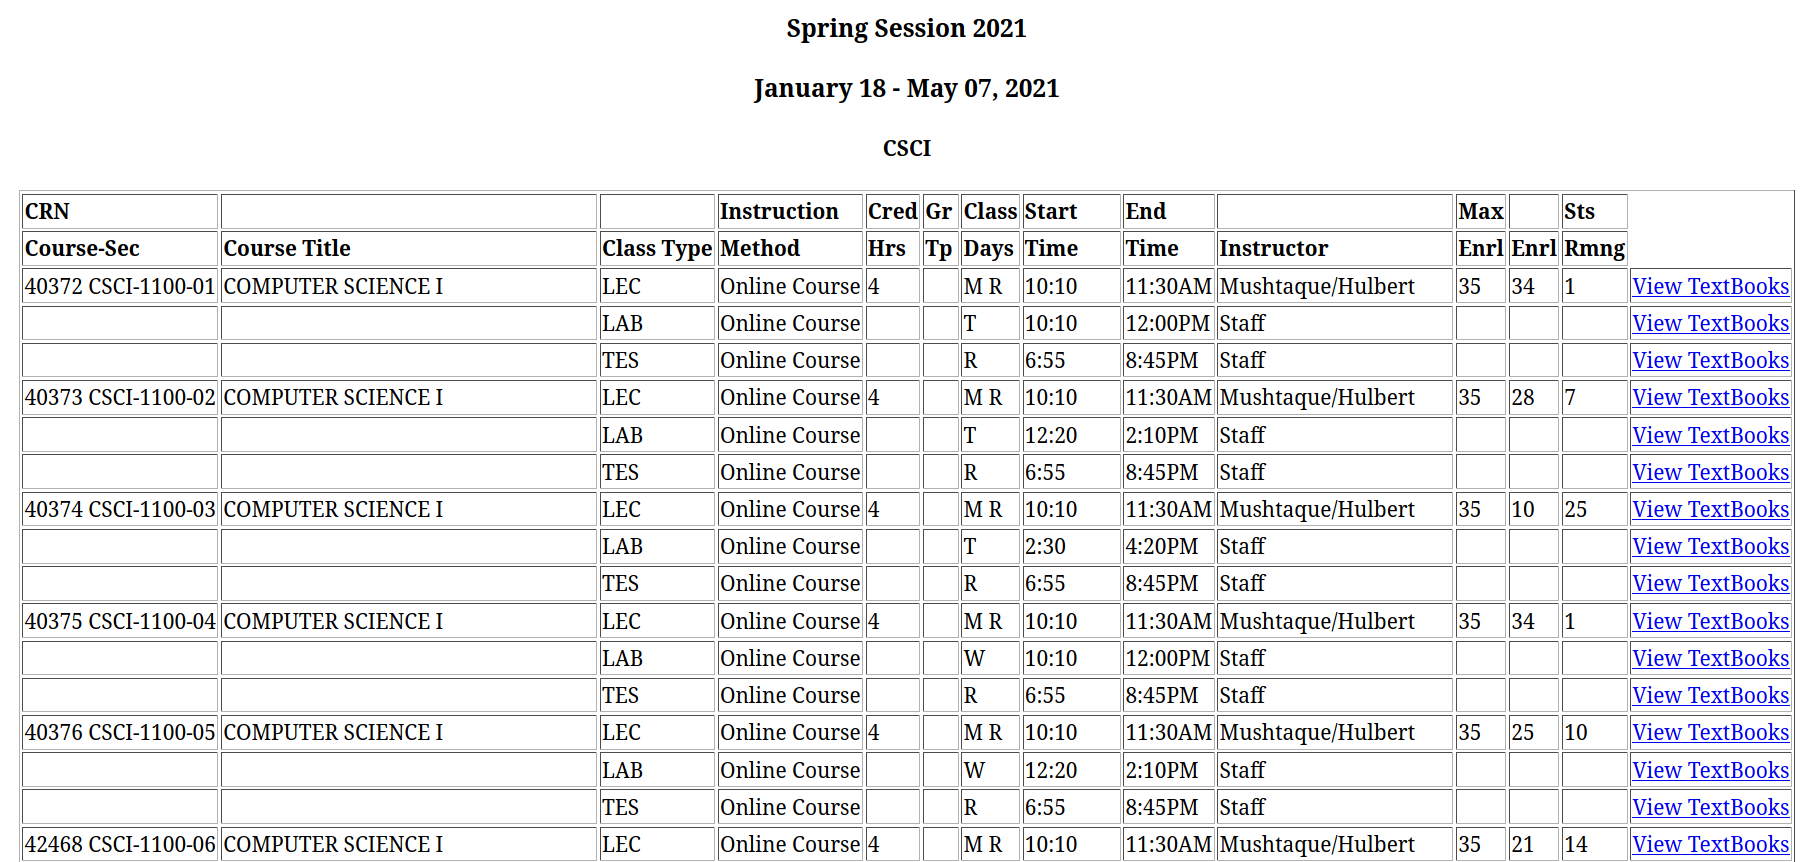 Spring Session 2021
January 18 - May 07, 2021
CSCI
CRN Instruction Cred Gr Class Start End Max Sts
Course-Sec Course Title Class Type Method Hrs Tp Days Time Time Instructor Enrl Enrl Rmng
40372 CSCI-1100-01 COMPUTER SCIENCE I LEC Online Course 4 M R 10:10 11:30AM Mushtaque/Hulbert 35 34 1 View TextBooks
LAB Online Course T 10:10 12:00PM Staff View TextBooks
TES Online Course R 6:55 8:45PM Staff View TextBooks
40373 CSCI-1100-02 COMPUTER SCIENCE I LEC Online Course 4 M R 10:10 11:30AM Mushtaque/Hulbert 35 28 7 View TextBooks
LAB Online Course T 12:20 2:10PM Staff View TextBooks
TES Online Course R 6:55 8:45PM Staff View TextBooks
40374 CSCI-1100-03 COMPUTER SCIENCE I LEC Online Course 4 M R 10:10 11:30AM Mushtaque/Hulbert 35 10 25 View TextBooks
LAB Online Course T 2:30 4:20PM Staff View TextBooks
TES Online Course R 6:55 8:45PM Staff View TextBooks
40375 CSCI-1100-04 COMPUTER SCIENCE I LEC Online Course 4 M R 10:10 11:30AM Mushtaque/Hulbert 35 34 1 View TextBooks
LAB Online Course W 10:10 12:00PM Staff View TextBooks
TES Online Course R 6:55 8:45PM Staff View TextBooks
40376 CSCI-1100-05 COMPUTER SCIENCE I LEC Online Course 4 M R 10:10 11:30AM Mushtaque/Hulbert 35 25 10 View TextBooks
LAB Online Course W 12:20 2:10PM Staff View TextBooks
TES Online Course R 6:55 8:45PM Staff View TextBooks
42468 CSCI-1100-06 COMPUTER SCIENCE I LEC Online Course 4 M R 10:10 11:30AM Mushtaque/Hulbert 35 21 14 View TextBooks